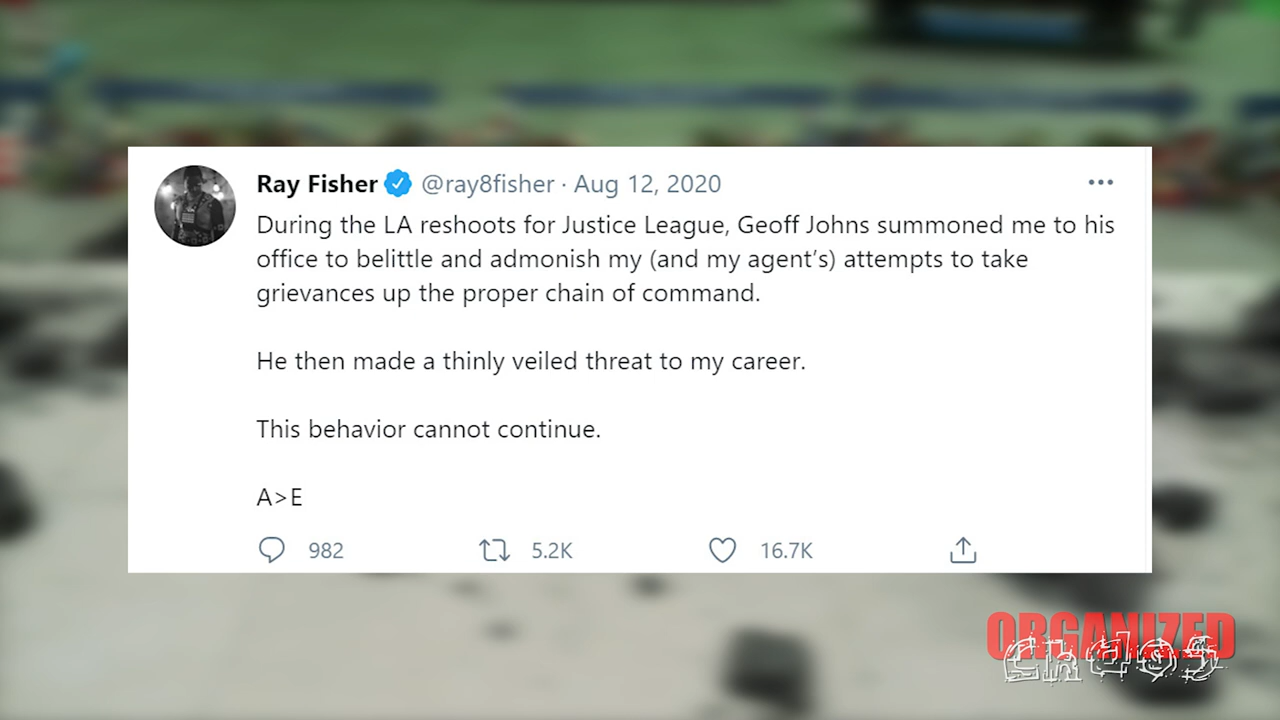 Ray Fisher @ray8fisher · Aug 12, 2020
During the LA reshoots for Justice League, Geoff Johns summoned me to his
office to belittle and admonish my (and my agent’s) attempts to take
grievances up the proper chain of command.
He then made a thinly veiled threat to my career.
This behavior cannot continue.
A>E
982 5.2K 16.7K
ORGANIZED
CHAOS